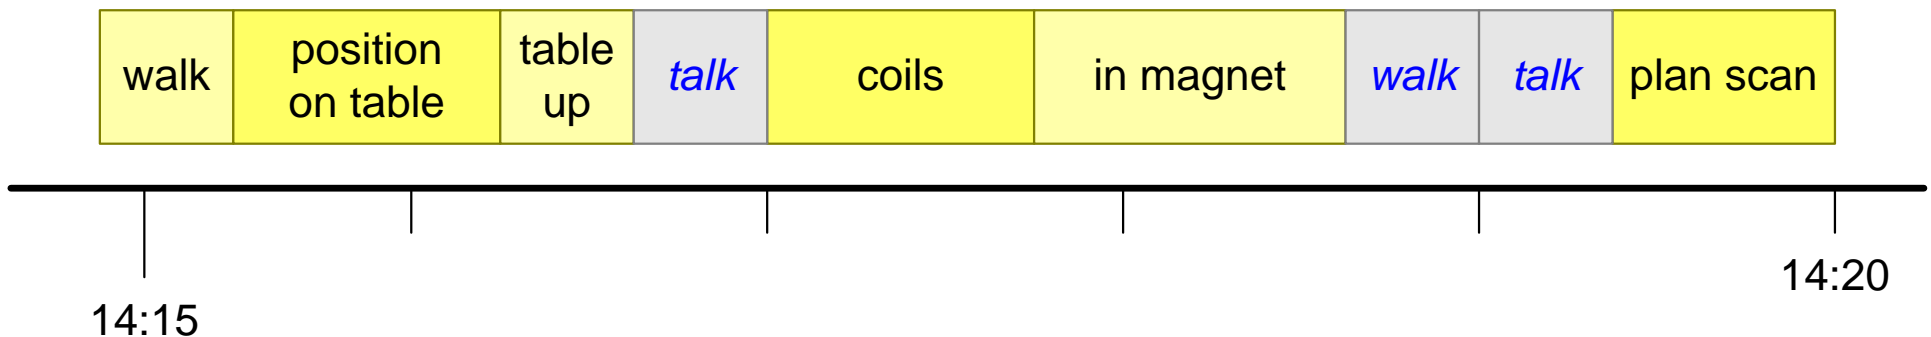 walk
position
on table
table
up
talk
coils
in magnet
walk
talk
plan scan
14:15
14:20